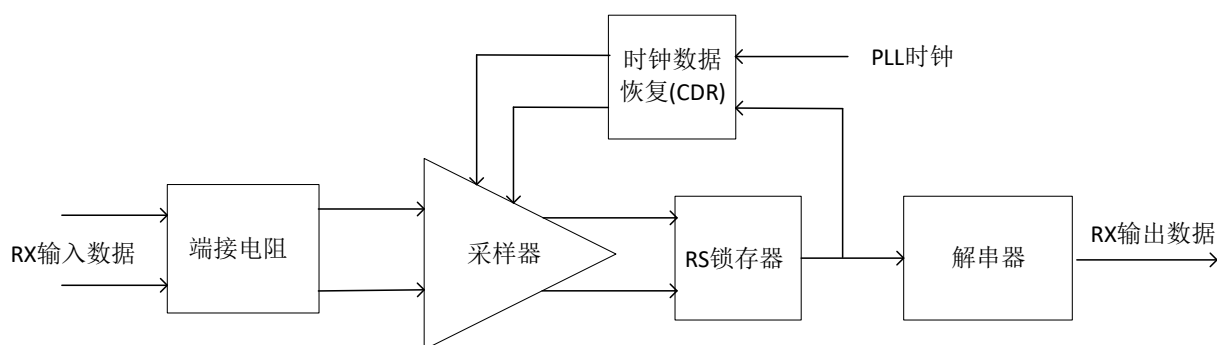 时钟数据
恢复(CDR)
PLL时钟
RX输入数据
端接电阻
采样器
RS锁存器
解串器
RX输出数据